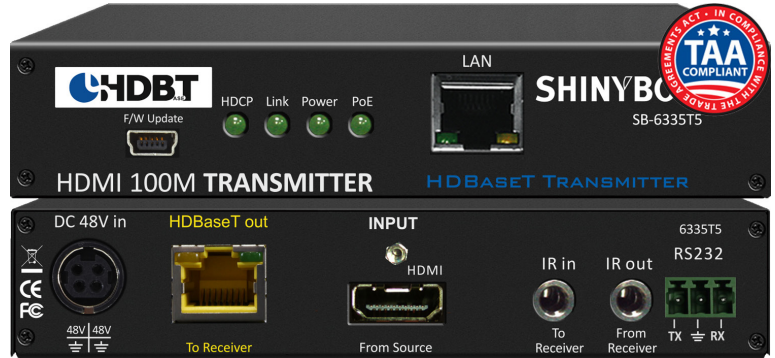 HDBT
LAN
SHINYBO
HDCP Link Power PoE
F/W Update
SB-6335T5
HDMI 100M TRANSMITTER
HDBaseT Transmitter
TRADE AGREEMENTS ACT • IN COMPLIANCE WITH THE
TAA
COMPLIANT
DC 48V in
HDBaseT out
INPUT
6335T5
HDMI
IR in
IR out
RS232
CE
FC
48V 48V
To Receiver
From Source
To
Receiver
From
Receiver
TX RX